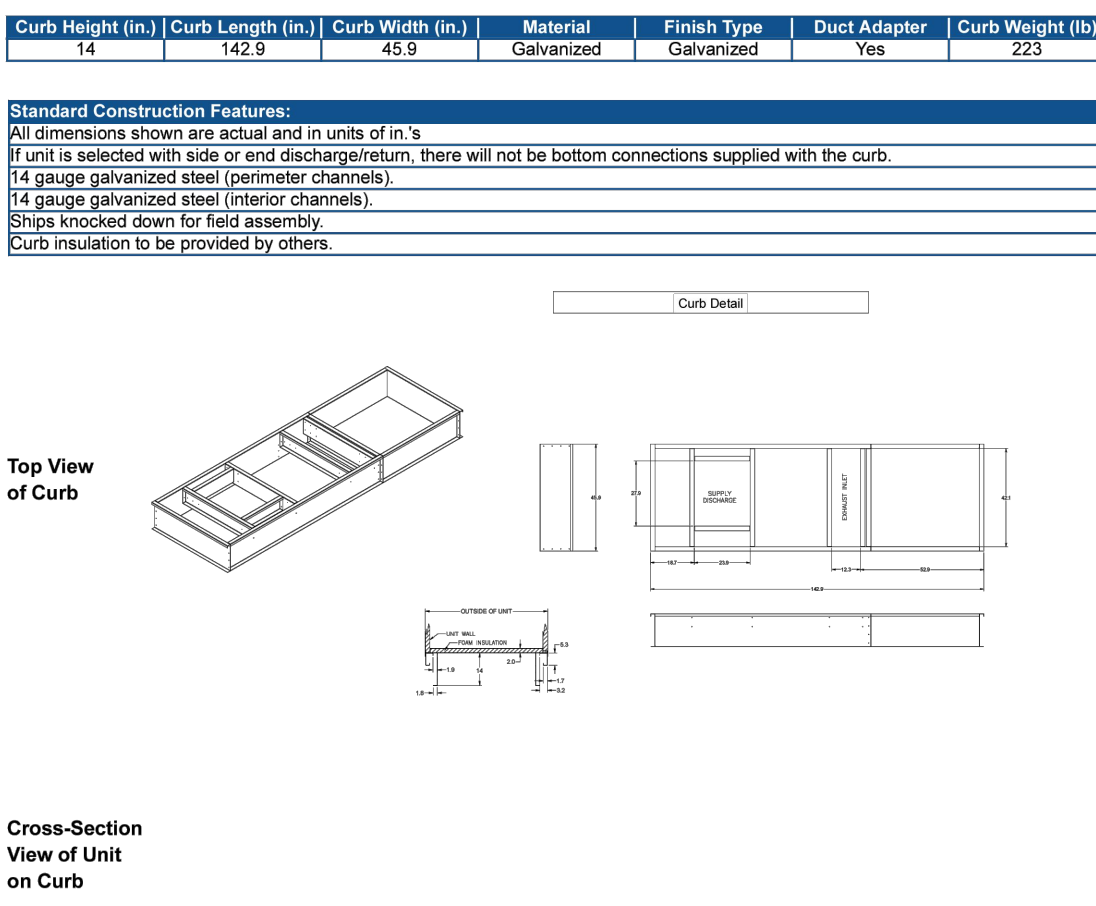 Curb Height (in.) Curb Length (in.) Curb Width (in.) Material Finish Type Duct Adapter Curb Weight (lb)
14 142.9 45.9 Galvanized Galvanized Yes 223
Standard Construction Features:
All dimensions shown are actual and in units of in.'s
If unit is selected with side or end discharge/return, there will not be bottom connections supplied with the curb.
14 gauge galvanized steel (perimeter channels).
14 gauge galvanized steel (interior channels).
Ships knocked down for field assembly.
Curb insulation to be provided by others.
Curb Detail
Top View
of Curb
45.9
27.9
SUPPLY
DISCHARGE
EXHAUST INLET
42.1
18.7
23.9
12.3
52.9
142.9
OUTSIDE OF UNIT
UNIT WALL
FOAM INSULATION
5.3
2.0
1.9
14
1.7
3.2
Cross-Section
View of Unit
on Curb